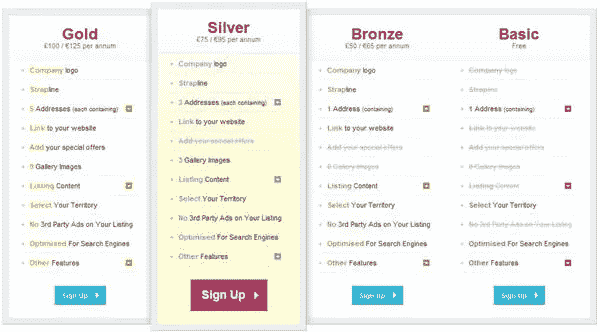 Gold
£100 / €125 per annum
Company logo
Strapline
5 Addresses (each containing)
Link to your website
Add your special offers
9 Gallery Images
Listing Content
Select Your Territory
No 3rd Party Ads on Your Listing
Optimised For Search Engines
Other Features
Sign Up
Silver
£75 / €95 per annum
Company logo
Strapline
3 Addresses (each containing)
Link to your website
Add your special offers
3 Gallery Images
Listing Content
Select Your Territory
No 3rd Party Ads on Your Listing
Optimised For Search Engines
Other Features
Sign Up
Bronze
£50 / €65 per annum
Company logo
Strapline
1 Address (containing)
Link to your website
Add your special offers
Gallery Images
Listing Content
Select Your Territory
No 3rd Party Ads on Your Listing
Optimised For Search Engines
Other Features
Sign Up
Basic
Free
Company logo
Strapline
1 Address (containing)
Link to your website
Add your special offers
Gallery Images
Listing Content
Select Your Territory
No 3rd Party Ads on Your Listing
Optimised For Search Engines
Other Features
Sign Up